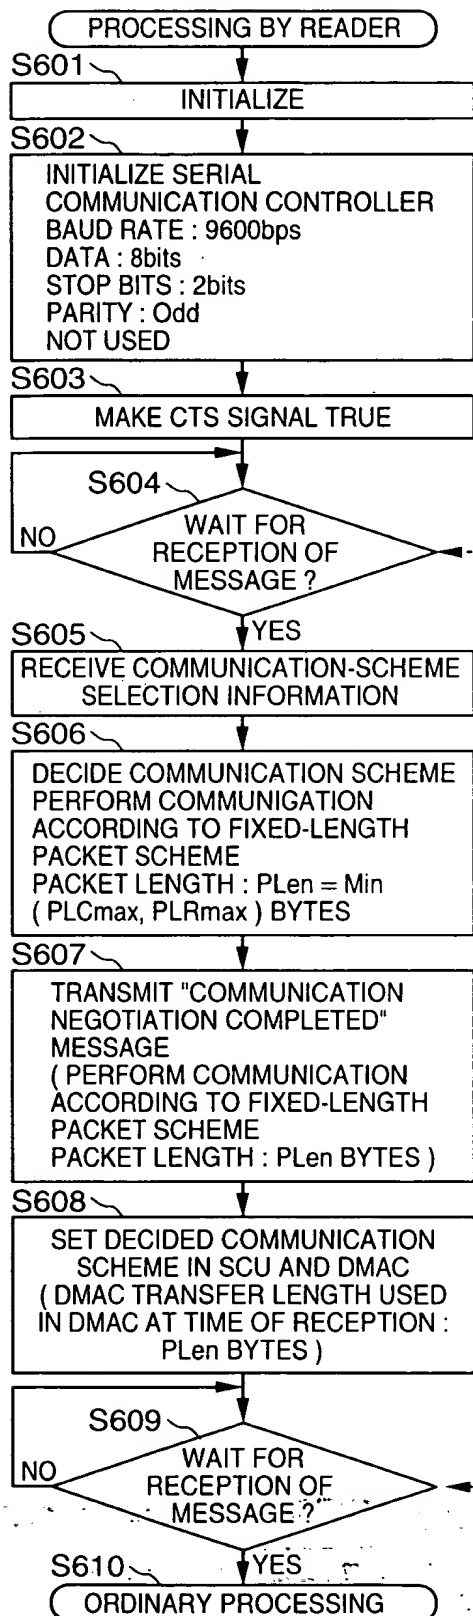 PROCESSING BY READER
S601
INITIALIZE
S602
INITIALIZE SERIAL
COMMUNICATION CONTROLLER
BAUD RATE : 9600bps
DATA : 8bits
STOP BITS : 2bits
PARITY : Odd
NOT USED
S603
MAKE CTS SIGNAL TRUE
S604
NO
WAIT FOR
RECEPTION OF
MESSAGE ?
YES
S605
RECEIVE COMMUNICATION-SCHEME
SELECTION INFORMATION
S606
DECIDE COMMUNICATION SCHEME
PERFORM COMMUNIGATION
ACCORDING TO FIXED-LENGTH
PACKET SCHEME
PACKET LENGTH : PLen = Min
( PLCmax, PLRmax ) BYTES
S607
TRANSMIT "COMMUNICATION
NEGOTIATION COMPLETED"
MESSAGE
( PERFORM COMMUNICATION
ACCORDING TO FIXED-LENGTH
PACKET SCHEME
PACKET LENGTH : PLen BYTES )
S608
SET DECIDED COMMUNICATION
SCHEME IN SCU AND DMAC
( DMAC TRANSFER LENGTH USED
IN DMAC AT TIME OF RECEPTION :
PLen BYTES )
S609
NO
WAIT FOR
RECEPTION OF
MESSAGE ?
YES
S610
ORDINARY PROCESSING